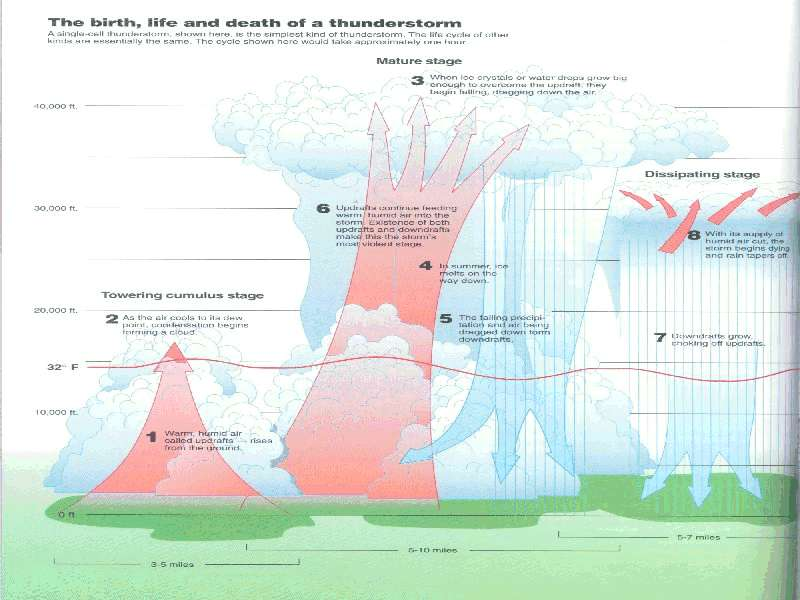 The birth, life and death of a thunderstorm
A single-cell thunderstorm, shown here, is the simplest kind of thunderstorm. The life cycle of other
kinds are essentially the same. The cycle shown here would take approximately one hour.
Mature stage
3 When ice crystals or water drops grow big
enough to overcome the updraft, they
begin falling, dragging down the air.
40,000 ft.
Dissipating stage
30,000 ft.
6 Updrafts continue feeding
warm, humid air into the
storm. Existence of both
updrafts and downdrafts
make this the storm's
most violent stage.
8 With its supply of
humid air cut, the
storm begins dying
and rain tapers off.
4 In summer, ice
melts on the
way down.
Towering cumulus stage
20,000 ft.
2 As the air cools to its dew
point, condensation begins
forming a cloud.
5 The falling precipi-
tation and air being
dragged down form
downdrafts.
7 Downdrafts grow,
choking off updrafts.
32° F
10,000 ft.
1 Warm, humid air
called updrafts — rises
from the ground.
0 ft.
5-7 miles
5-10 miles
3-5 miles